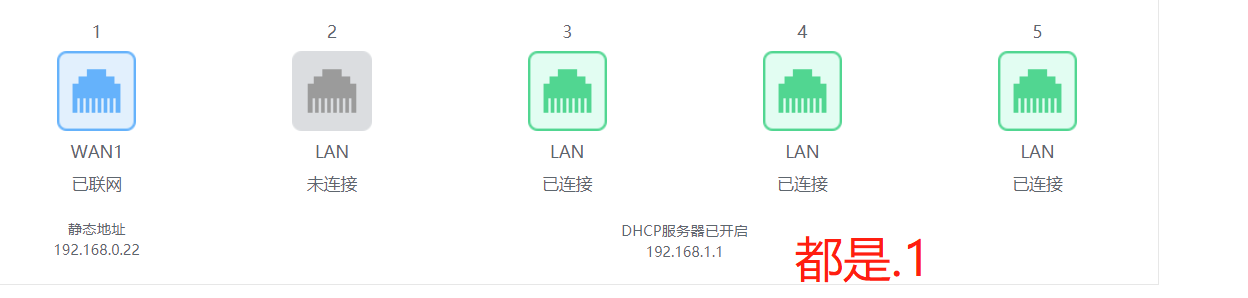 1 2 3 4 5
WAN1 LAN LAN LAN LAN
已联网 未连接 已连接 已连接 已连接
静态地址 DHCP服务器已开启
192.168.0.22 192.168.1.1
都是.1